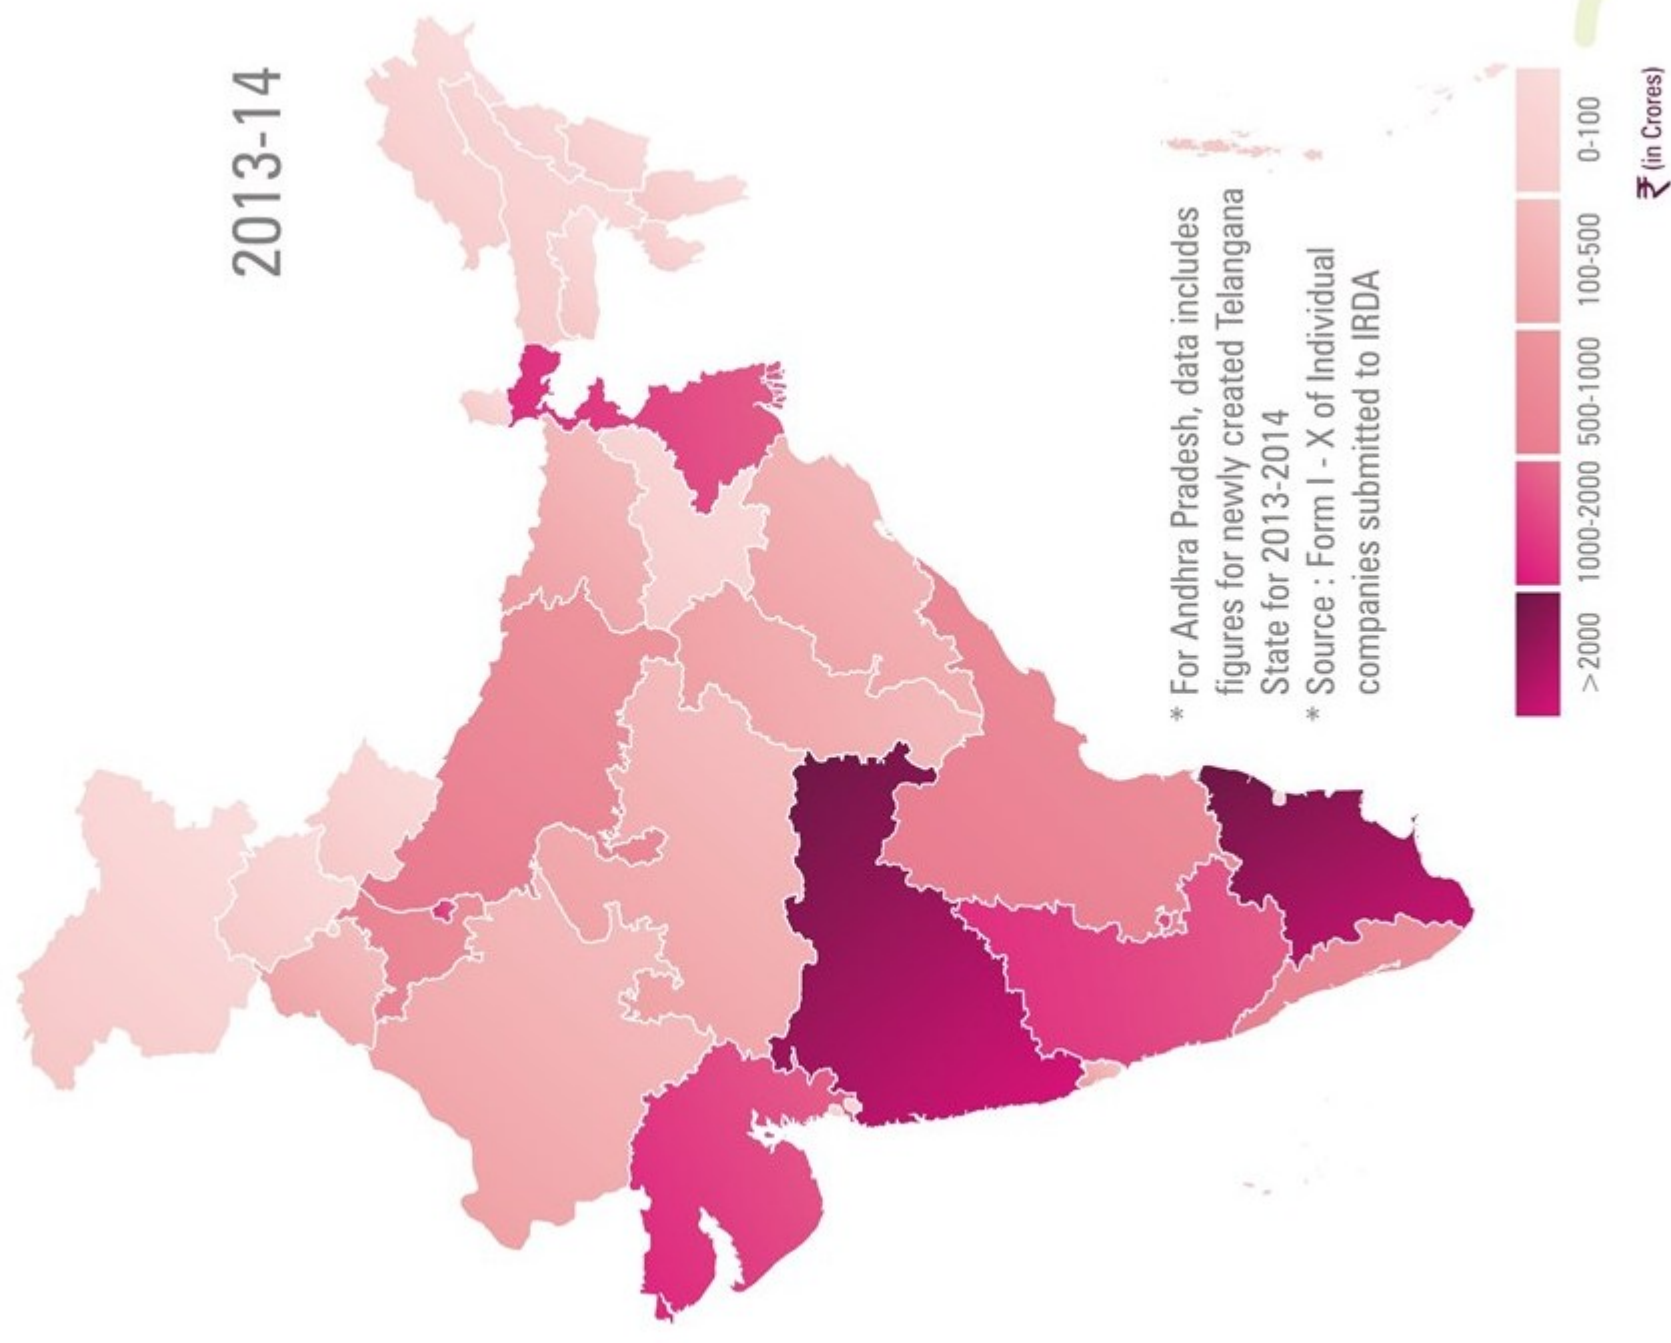 2013-14
* For Andhra Pradesh, data includes
figures for newly created Telangana
State for 2013-2014
* Source : Form I - X of Individual
companies submitted to IRDA
>2000 1000-2000 500-1000 100-500 0-100
₹ (in Crores)